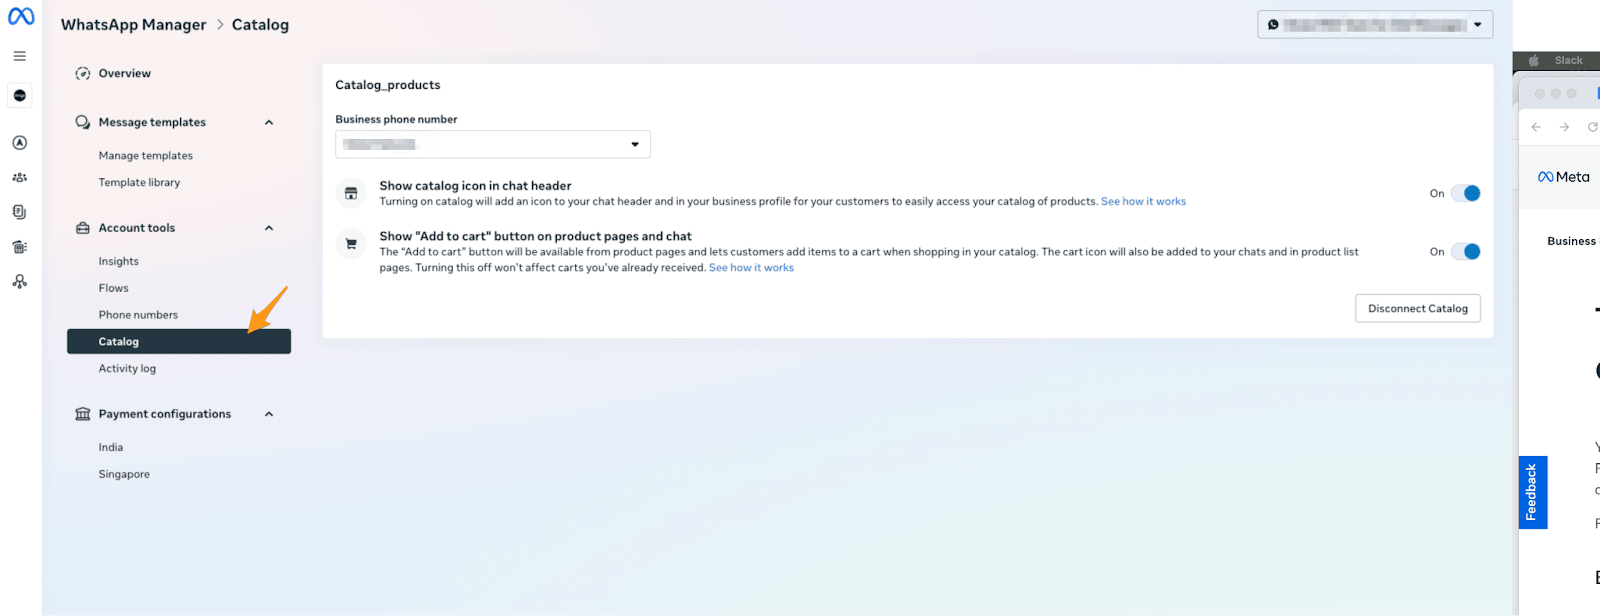 WhatsApp Manager > Catalog
Overview
Message templates
Manage templates
Template library
Account tools
Insights
Flows
Phone numbers
Catalog
Activity log
Payment configurations
India
Singapore
Catalog_products
Business phone number
Show catalog icon in chat header
Turning on catalog will add an icon to your chat header and in your business profile for your customers to easily access your catalog of products. See how it works
On
Show "Add to cart" button on product pages and chat
The "Add to cart" button will be available from product pages and lets customers add items to a cart when shopping in your catalog. The cart icon will also be added to your chats and in product list
pages. Turning this off won't affect carts you've already received. See how it works
On
Disconnect Catalog
Slack
Meta
Business
Feedback